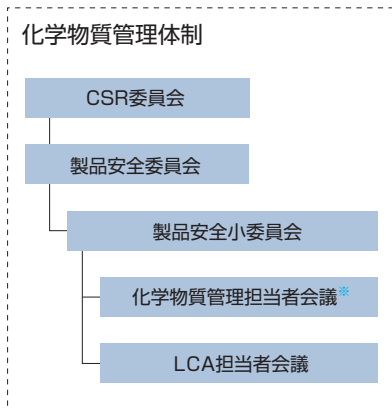 化学物質管理体制
CSR委員会
製品安全委員会
製品安全小委員会
化学物質管理担当者会議※
LCA担当者会議